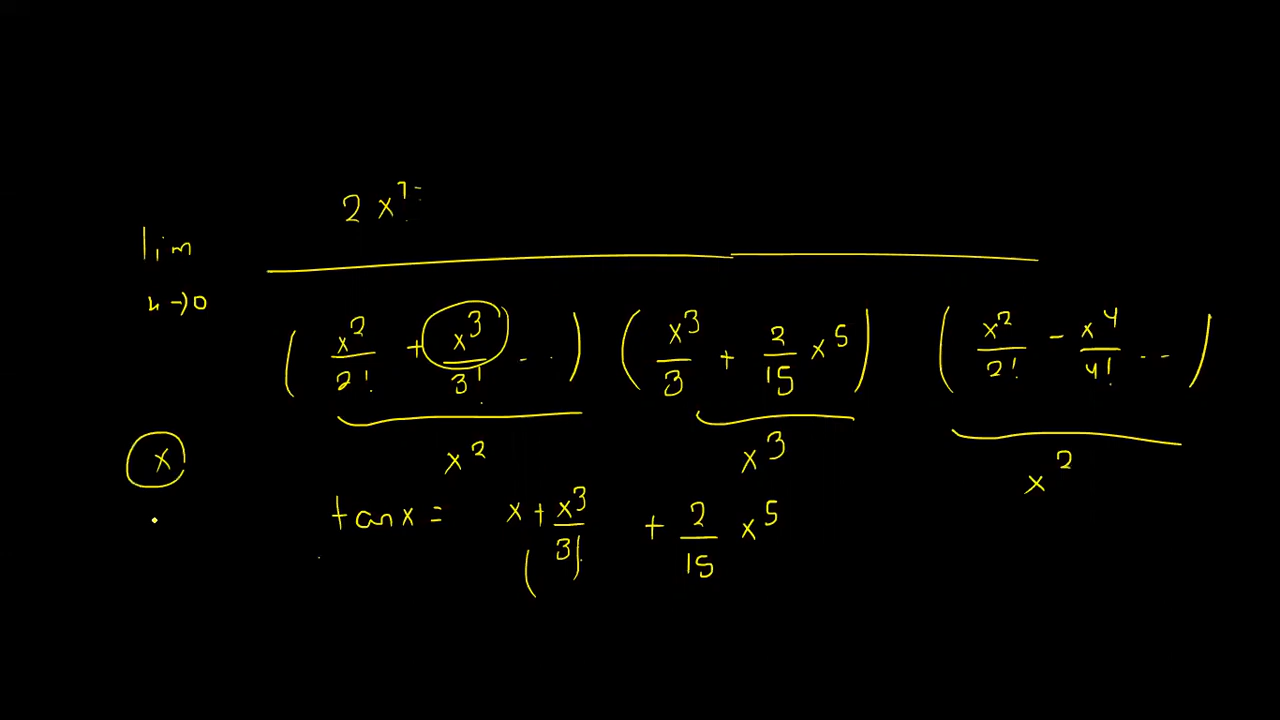 2 x⁷
lim
x→0
( x²/2! + x³/3! ... ) ( x³/3 + 2/15 x⁵ ) ( x²/2! - x⁴/4! ... )
x² x³ x²
x
tan x = x + x³/3! + 2/15 x⁵